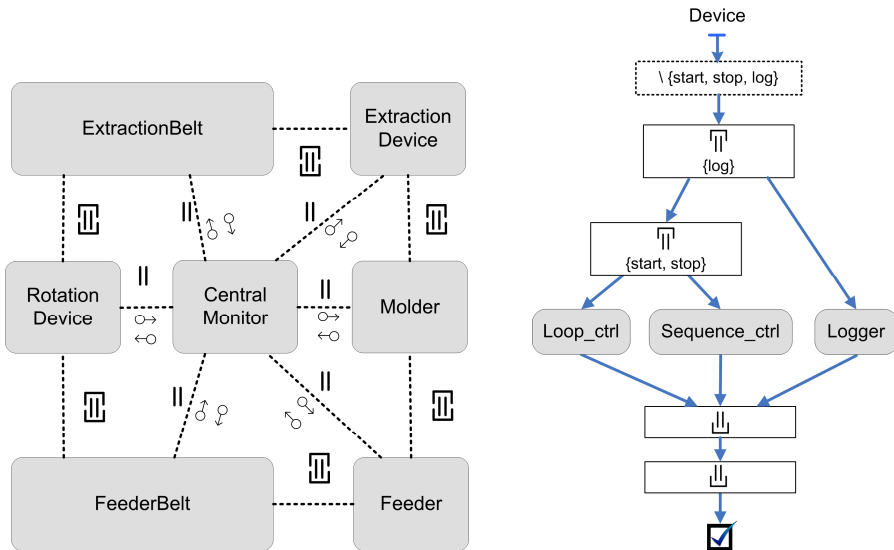 Device
\ {start, stop, log}
{log}
{start, stop}
Loop_ctrl
Sequence_ctrl
Logger
ExtractionBelt
Extraction
Device
Rotation
Device
Central
Monitor
Molder
FeederBelt
Feeder